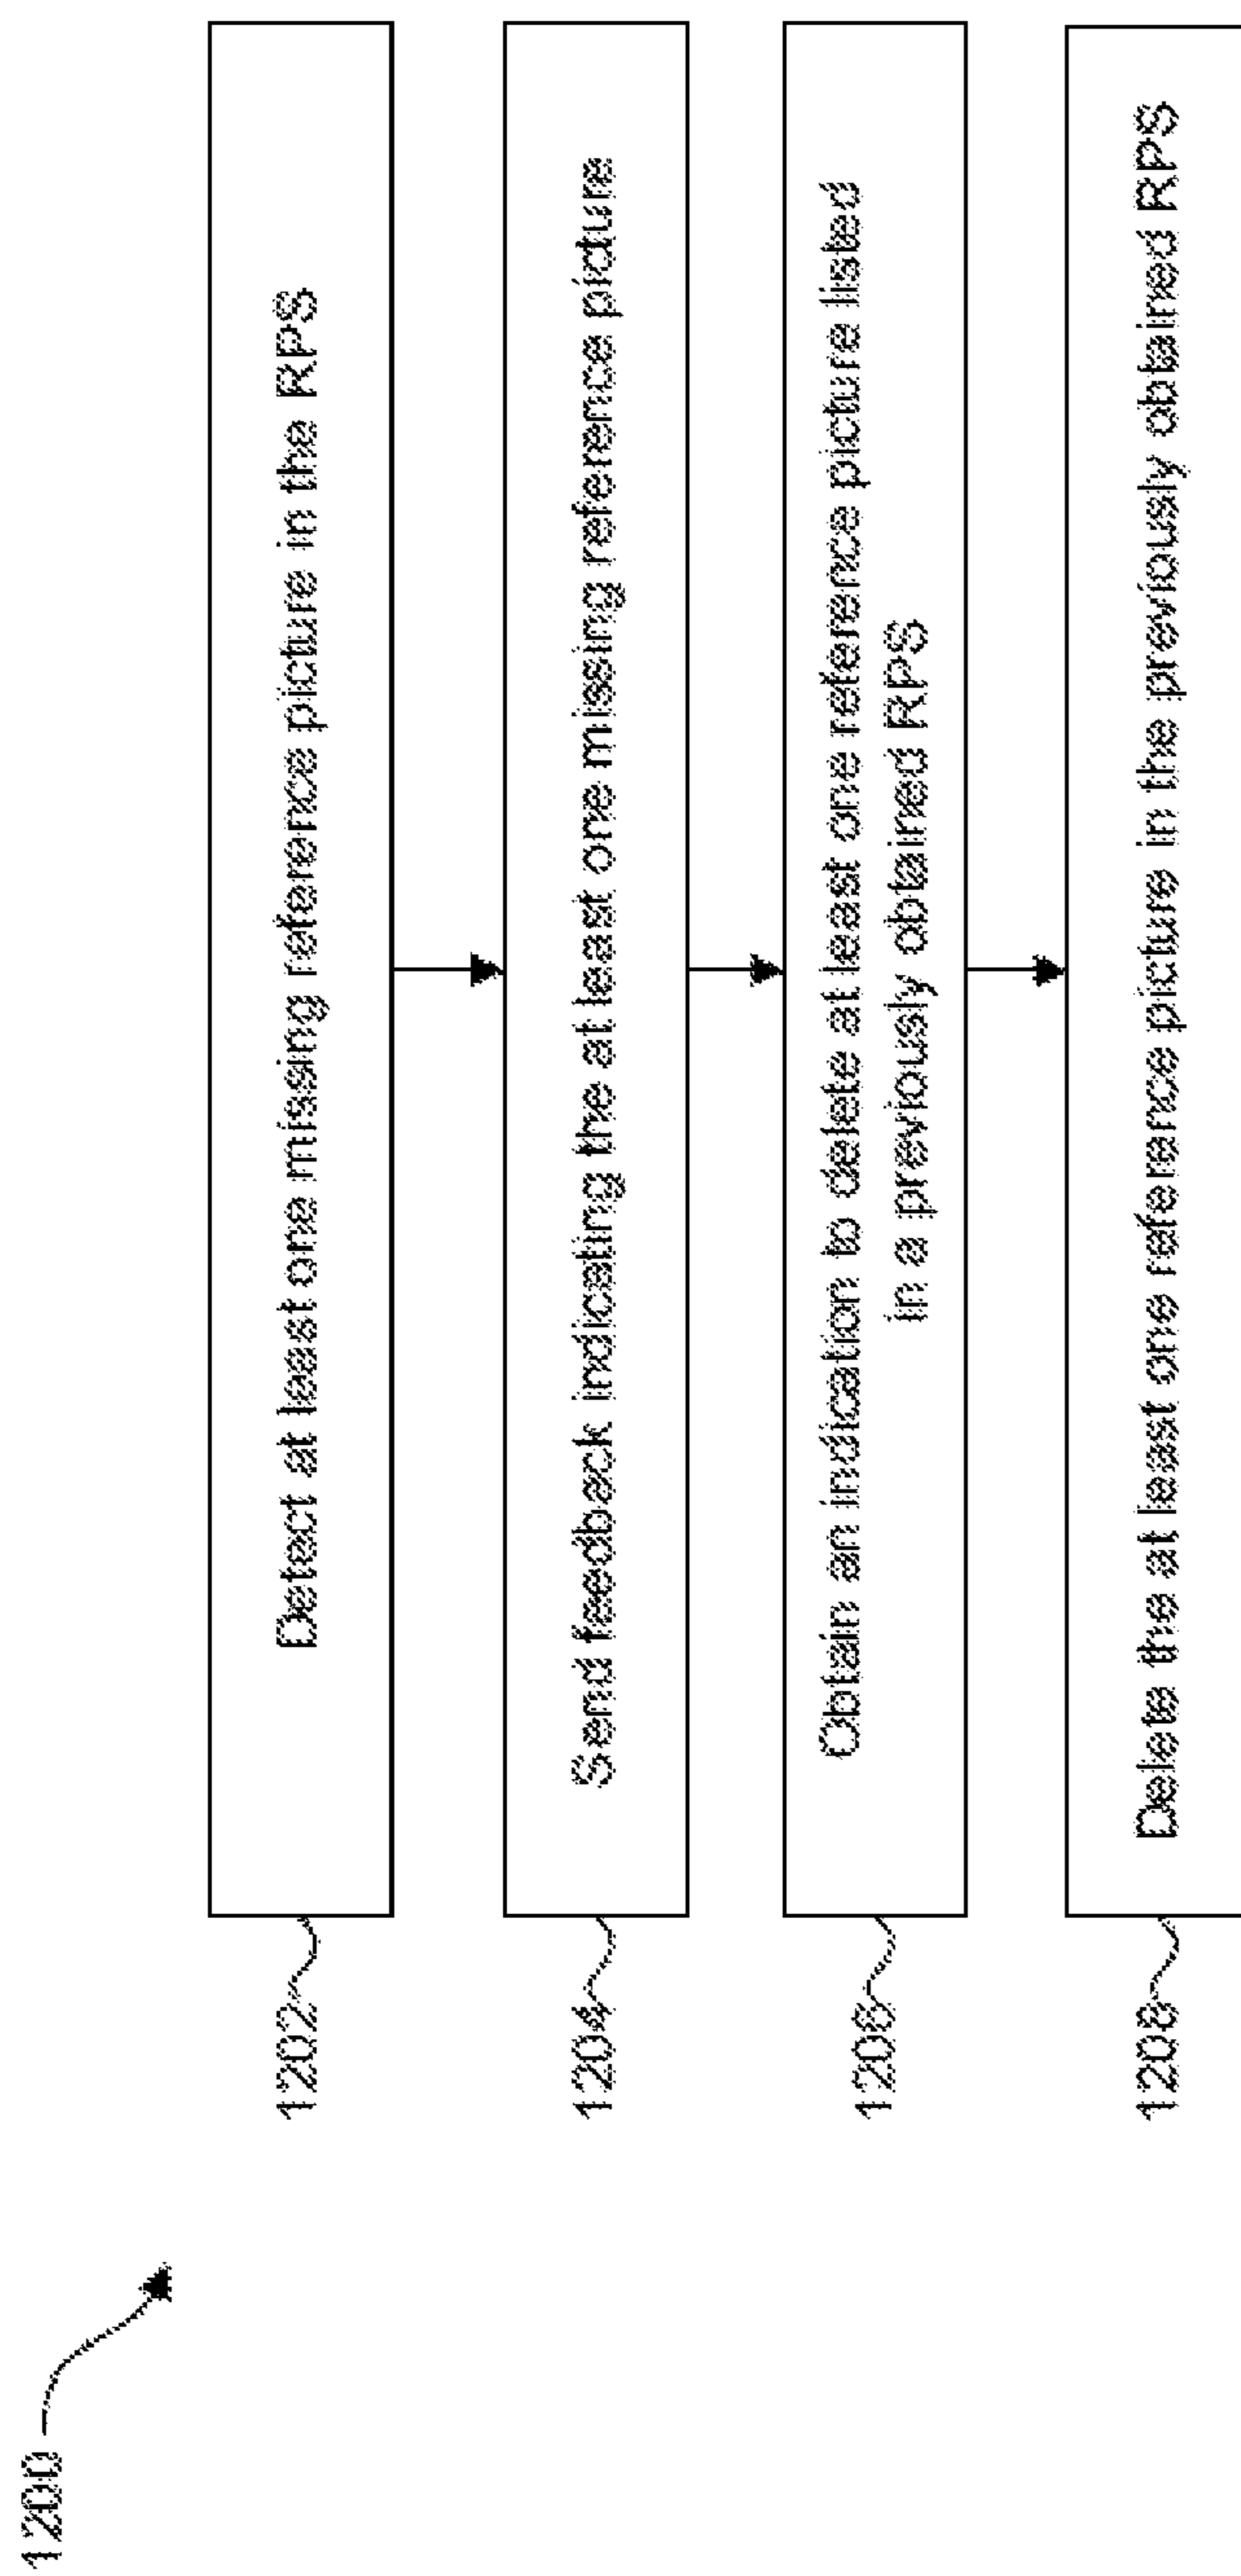 1200
1202
Detect at least one missing reference picture in the RPS
1204
Send feedback indicating the at least one missing reference picture
1206
Obtain an indication to delete at least one reference picture listed
in a previously obtained RPS
1208
Delete the at least one reference picture in the previously obtained RPS